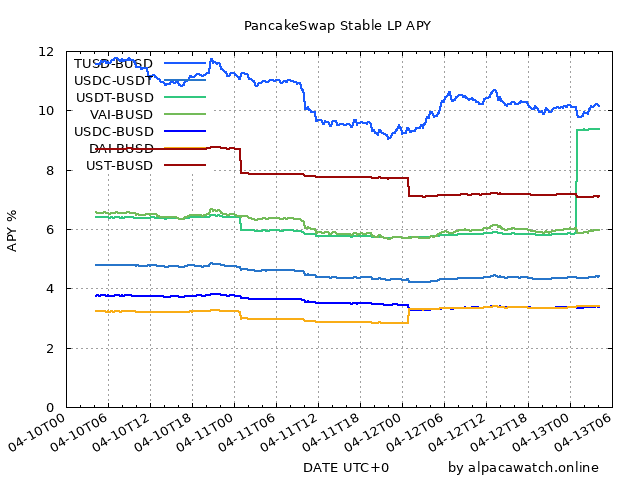 PancakeSwap Stable LP APY
12
10
8
6
4
2
0
APY %
TUSD-BUSD
USDC-USDT
USDT-BUSD
VAI-BUSD
USDC-BUSD
DAI-BUSD
UST-BUSD
04-10T00
04-10T06
04-10T12
04-10T18
04-11T00
04-11T06
04-11T12
04-11T18
04-12T00
04-12T06
04-12T12
04-12T18
04-13T00
04-13T06
DATE UTC+0
by alpacawatch.online